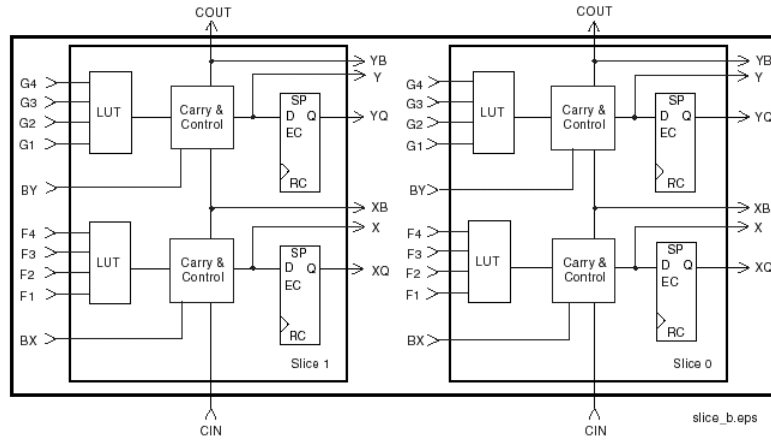 COUT
COUT
YB
Y
G4
G3
G2
G1
LUT
Carry &
Control
SP
D Q
EC
RC
YQ
BY
XB
X
F4
F3
F2
F1
LUT
Carry &
Control
SP
D Q
EC
RC
XQ
BX
Slice 1
CIN
YB
Y
G4
G3
G2
G1
LUT
Carry &
Control
SP
D Q
EC
RC
YQ
BY
XB
X
F4
F3
F2
F1
LUT
Carry &
Control
SP
D Q
EC
RC
XQ
BX
Slice 0
CIN
slice_b.eps